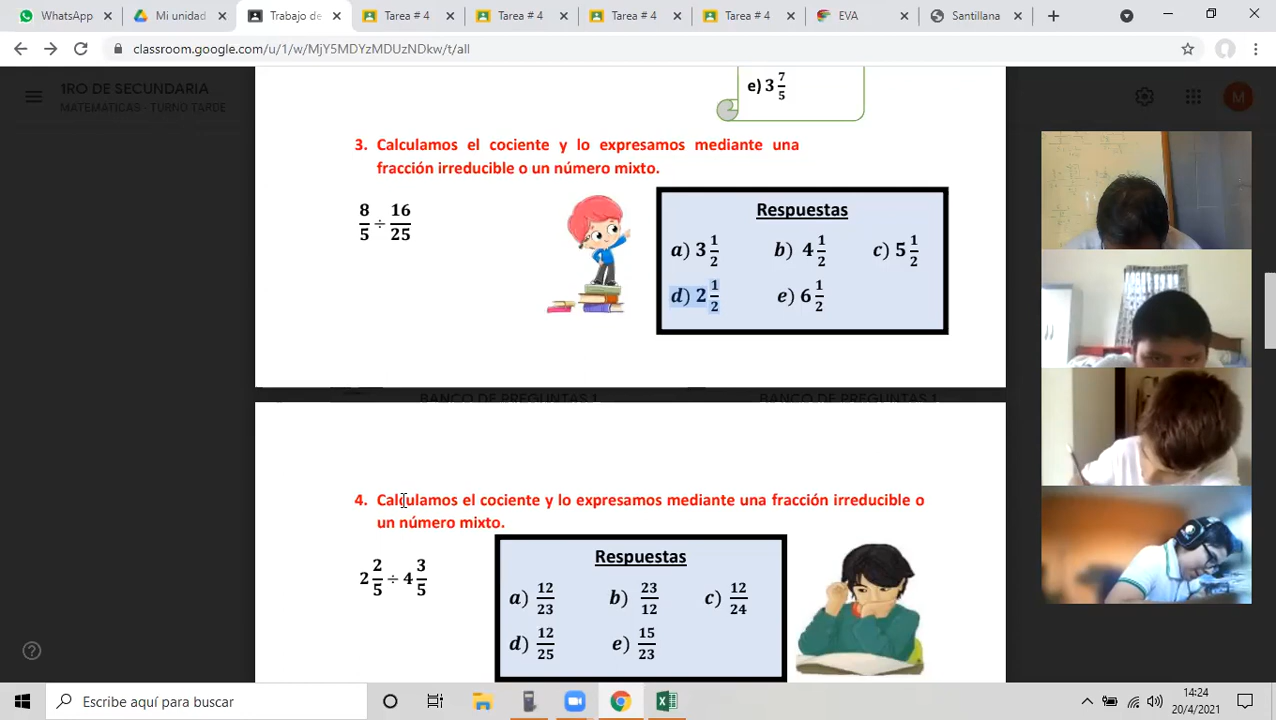 WhatsApp
Mi unidad
Trabajo de
Tarea # 4
Tarea # 4
Tarea # 4
Tarea # 4
EVA
Santillana
classroom.google.com/u/1/w/MjY5MDYzMDUzNDkw/t/all
1RO DE SECUNDARIA
MATEMATICAS - TURNO TARDE
M
e) 3 7/5
3. Calculamos el cociente y lo expresamos mediante una
fracción irreducible o un número mixto.
8/5 ÷ 16/25
Respuestas
a) 3 1/2 b) 4 1/2 c) 5 1/2
d) 2 1/2 e) 6 1/2
BANCO DE PREGUNTAS 1 BANCO DE PREGUNTAS 1
4. Calculamos el cociente y lo expresamos mediante una fracción irreducible o
un número mixto.
2 2/5 ÷ 4 3/5
Respuestas
a) 12/23 b) 23/12 c) 12/24
d) 12/25 e) 15/23
Escribe aquí para buscar
14:24
20/4/2021